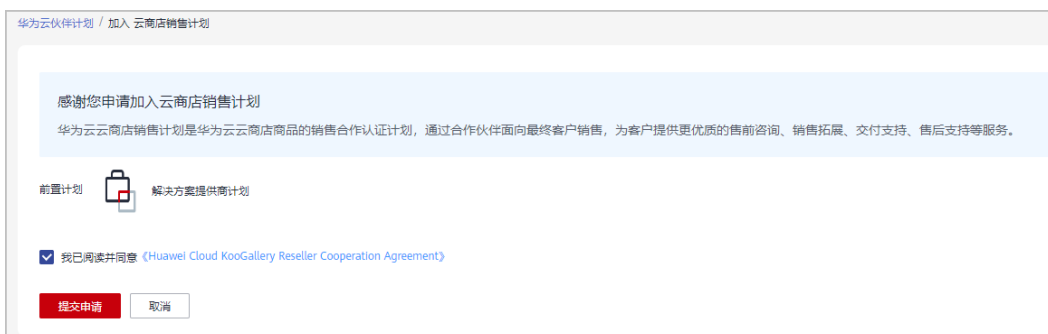 华为云伙伴计划 / 加入 云商店销售计划
感谢您申请加入云商店销售计划
华为云云商店销售计划是华为云云商店商品的销售合作认证计划，通过合作伙伴面向最终客户销售，为客户提供更优质的售前咨询、销售拓展、交付支持、售后支持等服务。
前置计划 解决方案提供商计划
我已阅读并同意《Huawei Cloud KooGallery Reseller Cooperation Agreement》
提交申请 取消